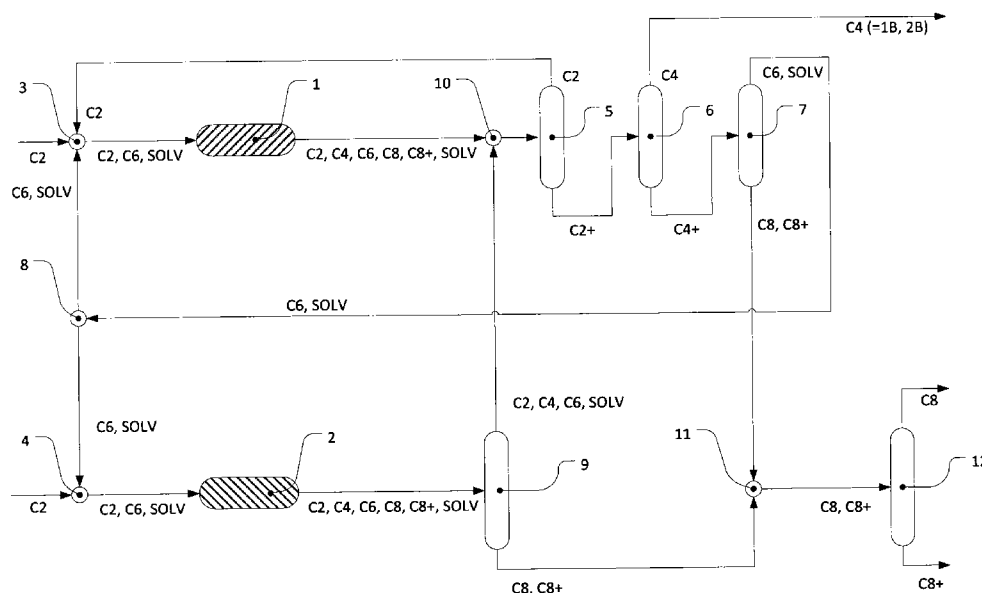 C4 (=1B, 2B)
C2
C4
C6, SOLV
3
1
10
C2
5
6
7
C2
C2, C6, SOLV
C2, C4, C6, C8, C8+, SOLV
C6, SOLV
C2+
C4+
C8, C8+
8
C6, SOLV
C2, C4, C6, SOLV
C8
C6, SOLV
4
2
9
11
12
C2
C2, C6, SOLV
C2, C4, C6, C8, C8+, SOLV
C8, C8+
C8, C8+
C8+